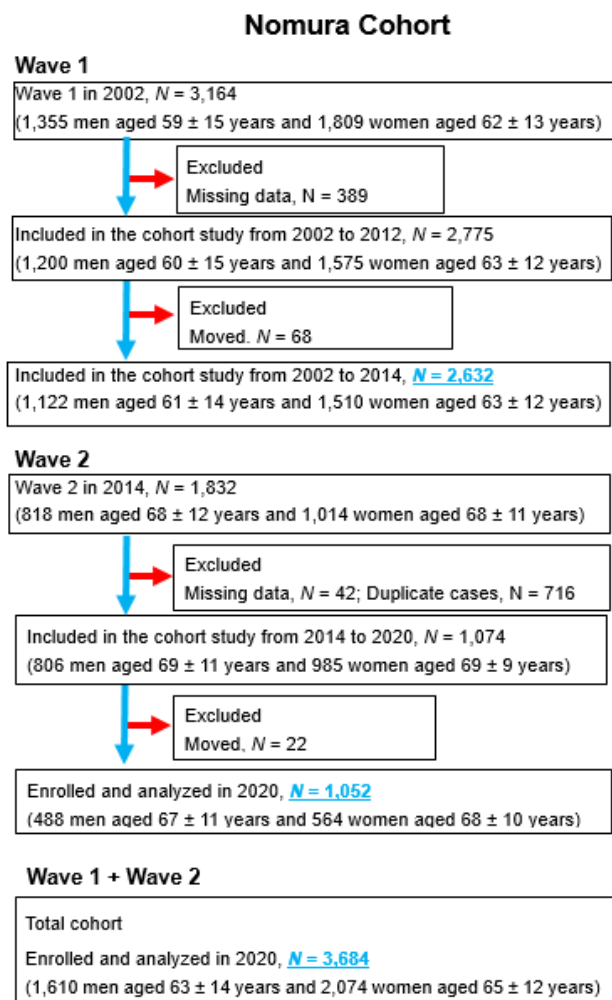 Nomura Cohort
Wave 1
Wave 1 in 2002, N = 3,164
(1,355 men aged 59 ± 15 years and 1,809 women aged 62 ± 13 years)
Excluded
Missing data, N = 389
Included in the cohort study from 2002 to 2012, N = 2,775
(1,200 men aged 60 ± 15 years and 1,575 women aged 63 ± 12 years)
Excluded
Moved. N = 68
Included in the cohort study from 2002 to 2014, N = 2,632
(1,122 men aged 61 ± 14 years and 1,510 women aged 63 ± 12 years)
Wave 2
Wave 2 in 2014, N = 1,832
(818 men aged 68 ± 12 years and 1,014 women aged 68 ± 11 years)
Excluded
Missing data, N = 42; Duplicate cases, N = 716
Included in the cohort study from 2014 to 2020, N = 1,074
(806 men aged 69 ± 11 years and 985 women aged 69 ± 9 years)
Excluded
Moved, N = 22
Enrolled and analyzed in 2020, N = 1,052
(488 men aged 67 ± 11 years and 564 women aged 68 ± 10 years)
Wave 1 + Wave 2
Total cohort
Enrolled and analyzed in 2020, N = 3,684
(1,610 men aged 63 ± 14 years and 2,074 women aged 65 ± 12 years)